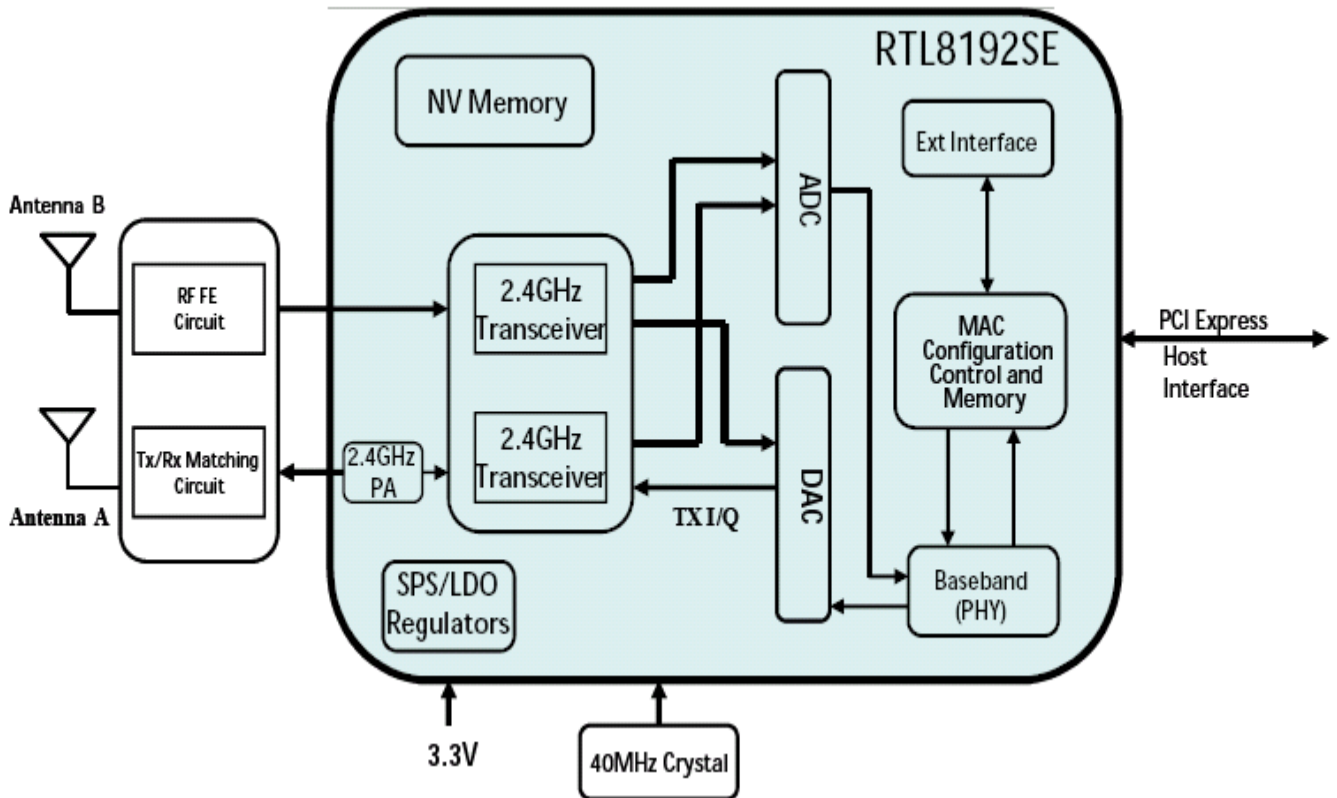 RTL8192SE
NV Memory
ADC
Ext Interface
Antenna B
RF FE
Circuit
2.4GHz
Transceiver
MAC
Configuration
Control and
Memory
PCI Express
Host
Interface
Tx/Rx Matching
Circuit
Antenna A
2.4GHz
PA
2.4GHz
Transceiver
TX I/Q
DAC
Baseband
(PHY)
SPS/LDO
Regulators
3.3V
40MHz Crystal